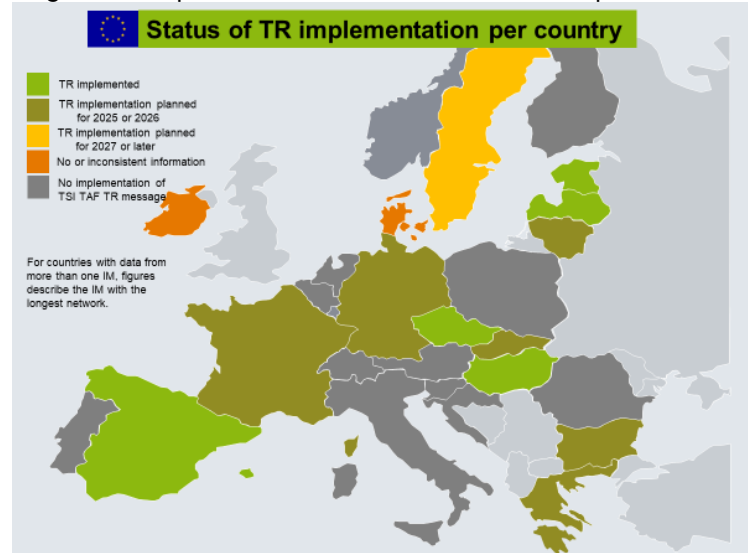 Status of TR implementation per country
TR implemented
TR implementation planned
for 2025 or 2026
TR implementation planned
for 2027 or later
No or inconsistent information
No implementation of
TSI TAF TR message
For countries with data from
more than one IM, figures
describe the IM with the
longest network.